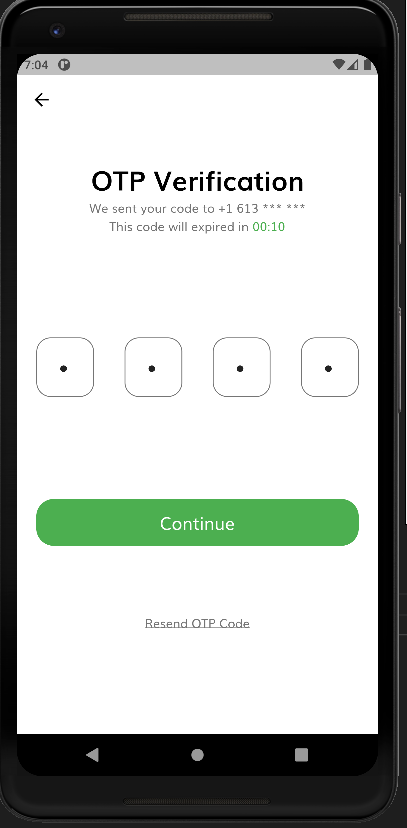 7:04
OTP Verification
We sent your code to +1 613 *** ***
This code will expired in 00:10
Continue
Resend OTP Code